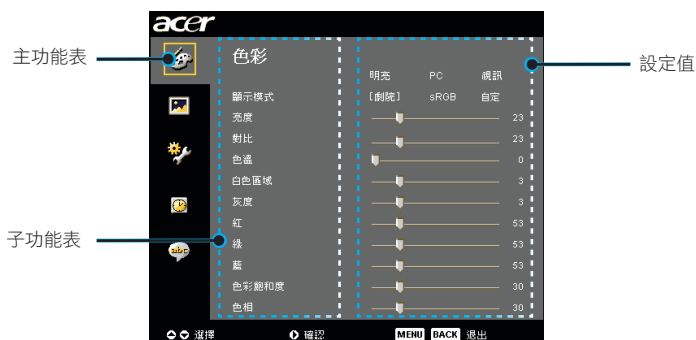 acer
主功能表
色彩
設定值
明亮 PC 視訊
顯示模式 [劇院] sRGB 自定
亮度 23
對比 23
色溫 0
白色區域 3
灰度 3
紅 53
子功能表
綠 53
abc
藍 53
色彩飽和度 30
色相 30
選擇 確認 MENU BACK 退出